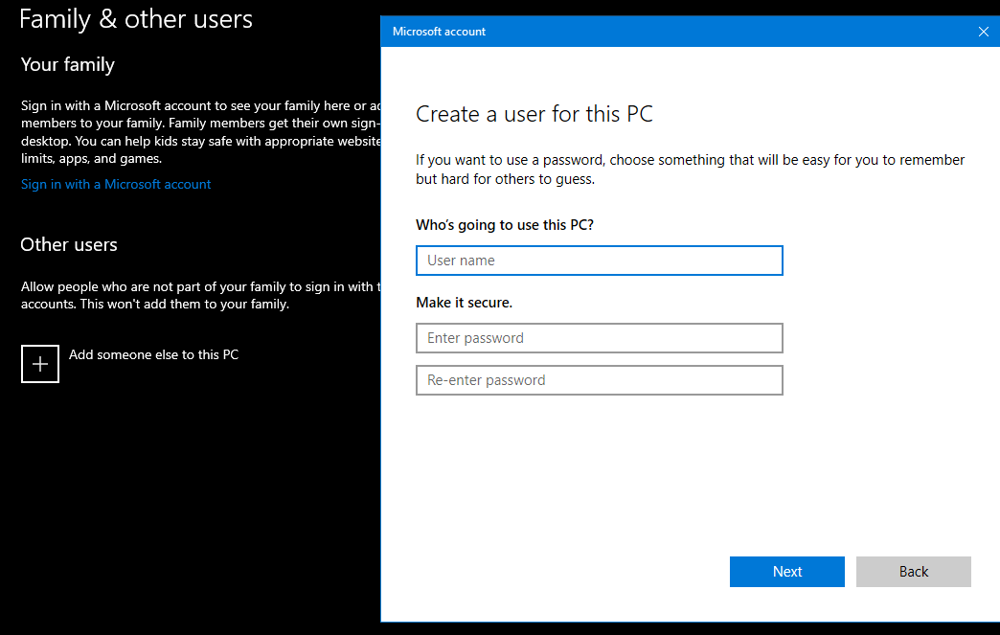 Family & other users
Your family
Sign in with a Microsoft account to see your family here or
members to your family. Family members get their own sign-
desktop. You can help kids stay safe with appropriate website
limits, apps, and games.
Sign in with a Microsoft account
Other users
Allow people who are not part of your family to sign in with
accounts. This won't add them to your family.
Add someone else to this PC
Microsoft account
Create a user for this PC
If you want to use a password, choose something that will be easy for you to remember
but hard for others to guess.
Who's going to use this PC?
User name
Make it secure.
Enter password
Re-enter password
Next
Back